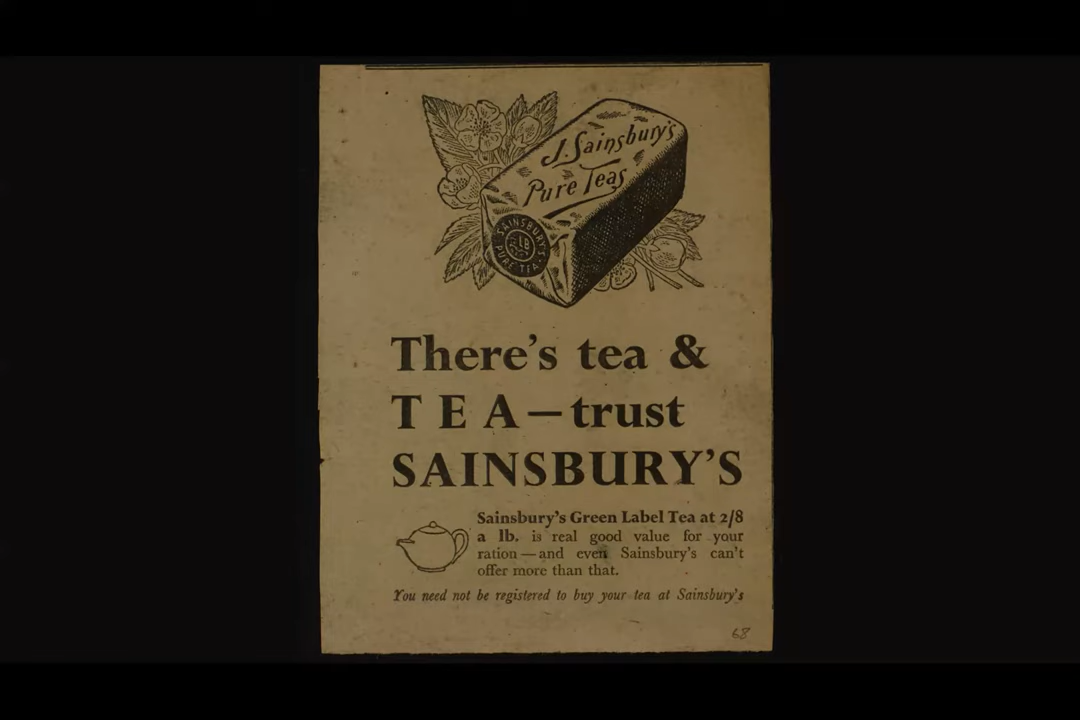 J. Sainsbury's
Pure Teas
SAINSBURY'S
LB
PURE TEA
There's tea &
TEA – trust
SAINSBURY'S
Sainsbury's Green Label Tea at 2/8
a lb. is real good value for your
ration — and even Sainsbury's can't
offer more than that.
You need not be registered to buy your tea at Sainsbury's
68